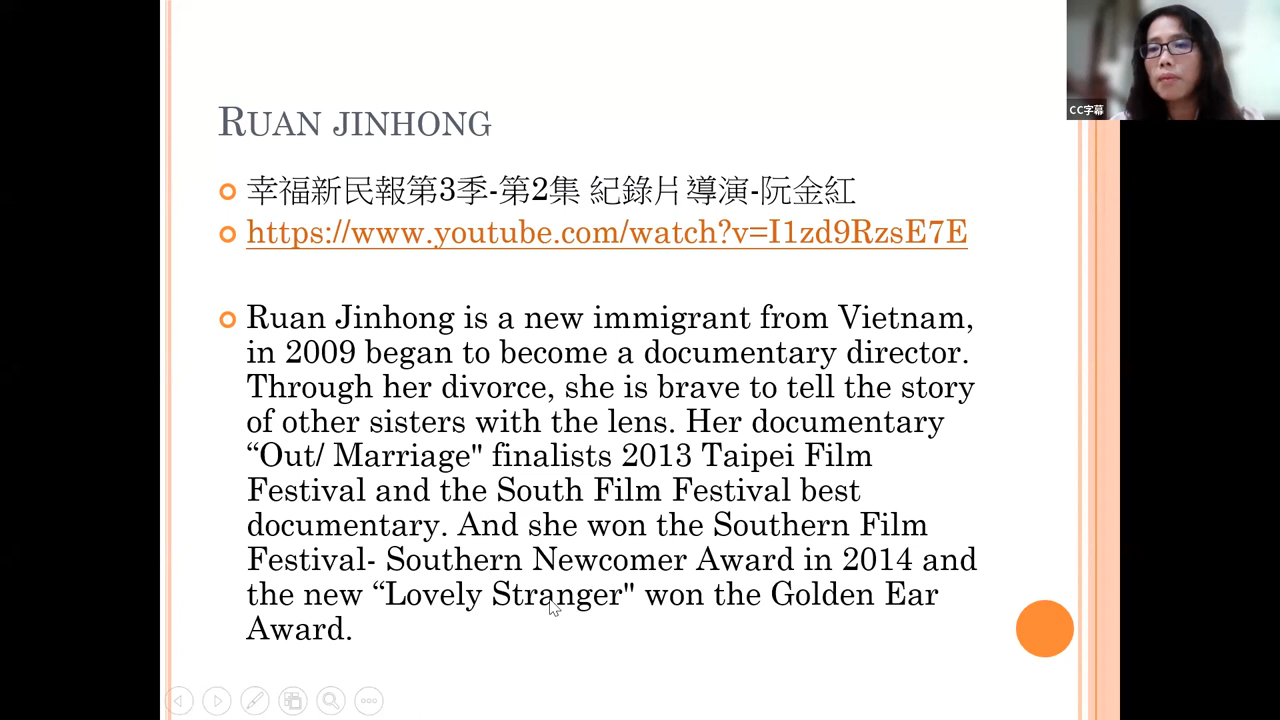 RUAN JINHONG
幸福新民報第3季-第2集 紀錄片導演-阮金紅
https://www.youtube.com/watch?v=I1zd9RzsE7E
Ruan Jinhong is a new immigrant from Vietnam,
in 2009 began to become a documentary director.
Through her divorce, she is brave to tell the story
of other sisters with the lens. Her documentary
“Out/ Marriage" finalists 2013 Taipei Film
Festival and the South Film Festival best
documentary. And she won the Southern Film
Festival- Southern Newcomer Award in 2014 and
the new “Lovely Stranger" won the Golden Ear
Award.
CC字幕